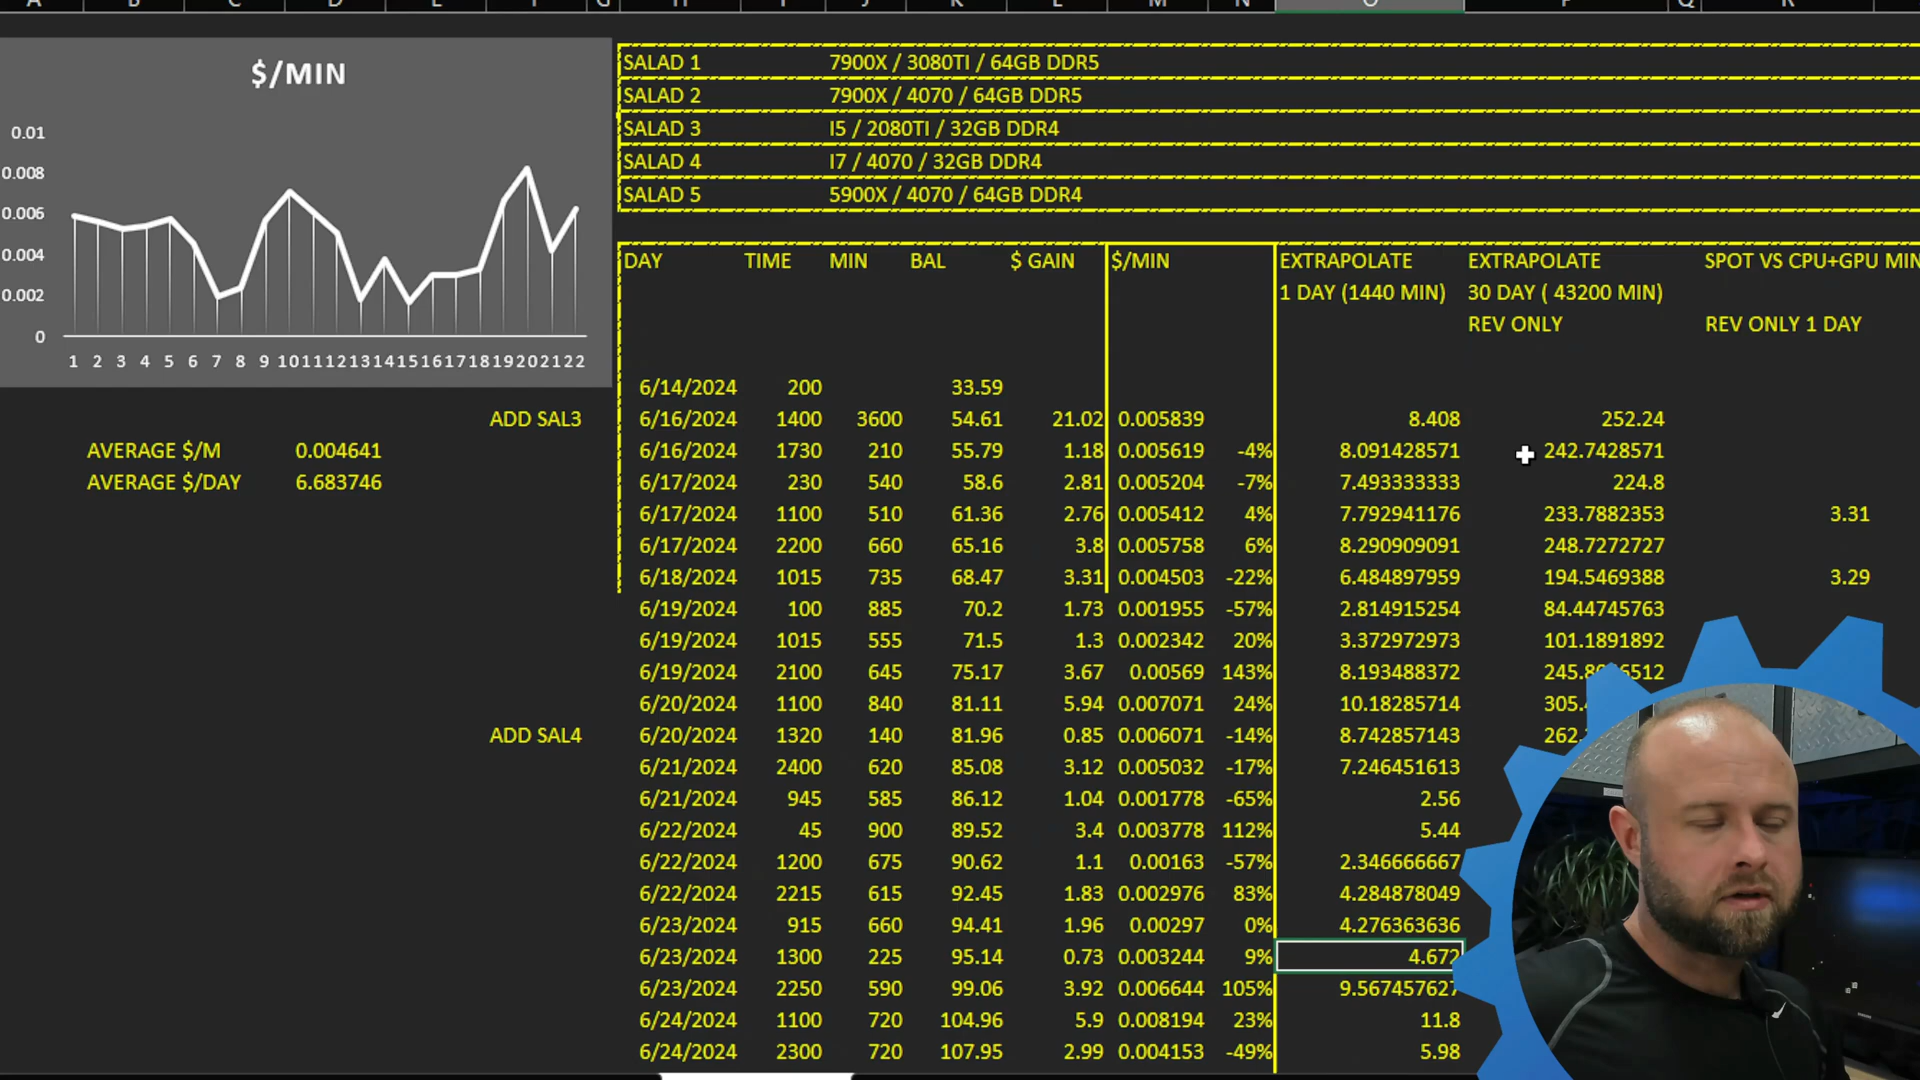 $/MIN
0.01
0.008
0.006
0.004
0.002
0
1 2 3 4 5 6 7 8 9 10 11 12 13 14 15 16 17 18 19 20 21 22
SALAD 1 7900X / 3080TI / 64GB DDR5
SALAD 2 7900X / 4070 / 64GB DDR5
SALAD 3 I5 / 2080TI / 32GB DDR4
SALAD 4 I7 / 4070 / 32GB DDR4
SALAD 5 5900X / 4070 / 64GB DDR4
AVERAGE $/M 0.004641
AVERAGE $/DAY 6.683746
DAY TIME MIN BAL $ GAIN $/MIN EXTRAPOLATE EXTRAPOLATE SPOT VS CPU+GPU MIN
1 DAY (1440 MIN) 30 DAY ( 43200 MIN)
REV ONLY REV ONLY 1 DAY
6/14/2024 200 33.59
ADD SAL3 6/16/2024 1400 3600 54.61 21.02 0.005839 8.408 252.24
6/16/2024 1730 210 55.79 1.18 0.005619 -4% 8.091428571 242.7428571
6/17/2024 230 540 58.6 2.81 0.005204 -7% 7.493333333 224.8
6/17/2024 1100 510 61.36 2.76 0.005412 4% 7.792941176 233.7882353 3.31
6/17/2024 2200 660 65.16 3.8 0.005758 6% 8.290909091 248.7272727
6/18/2024 1015 735 68.47 3.31 0.004503 -22% 6.484897959 194.5469388 3.29
6/19/2024 100 885 70.2 1.73 0.001955 -57% 2.814915254 84.44745763
6/19/2024 1015 555 71.5 1.3 0.002342 20% 3.372972973 101.1891892
6/19/2024 2100 645 75.17 3.67 0.00569 143% 8.193488372
6/20/2024 1100 840 81.11 5.94 0.007071 24% 10.18285714 305.
ADD SAL4 6/20/2024 1320 140 81.96 0.85 0.006071 -14% 8.742857143 262.
6/21/2024 2400 620 85.08 3.12 0.005032 -17% 7.246451613
6/21/2024 945 585 86.12 1.04 0.001778 -65% 2.56
6/22/2024 45 900 89.52 3.4 0.003778 112% 5.44
6/22/2024 1200 675 90.62 1.1 0.00163 -57% 2.346666667
6/22/2024 2215 615 92.45 1.83 0.002976 83% 4.284878049
6/23/2024 915 660 94.41 1.96 0.00297 0% 4.276363636
6/23/2024 1300 225 95.14 0.73 0.003244 9% 4.672
6/23/2024 2250 590 99.06 3.92 0.006644 105% 9.567457627
6/24/2024 1100 720 104.96 5.9 0.008194 23% 11.8
6/24/2024 2300 720 107.95 2.99 0.004153 -49% 5.98